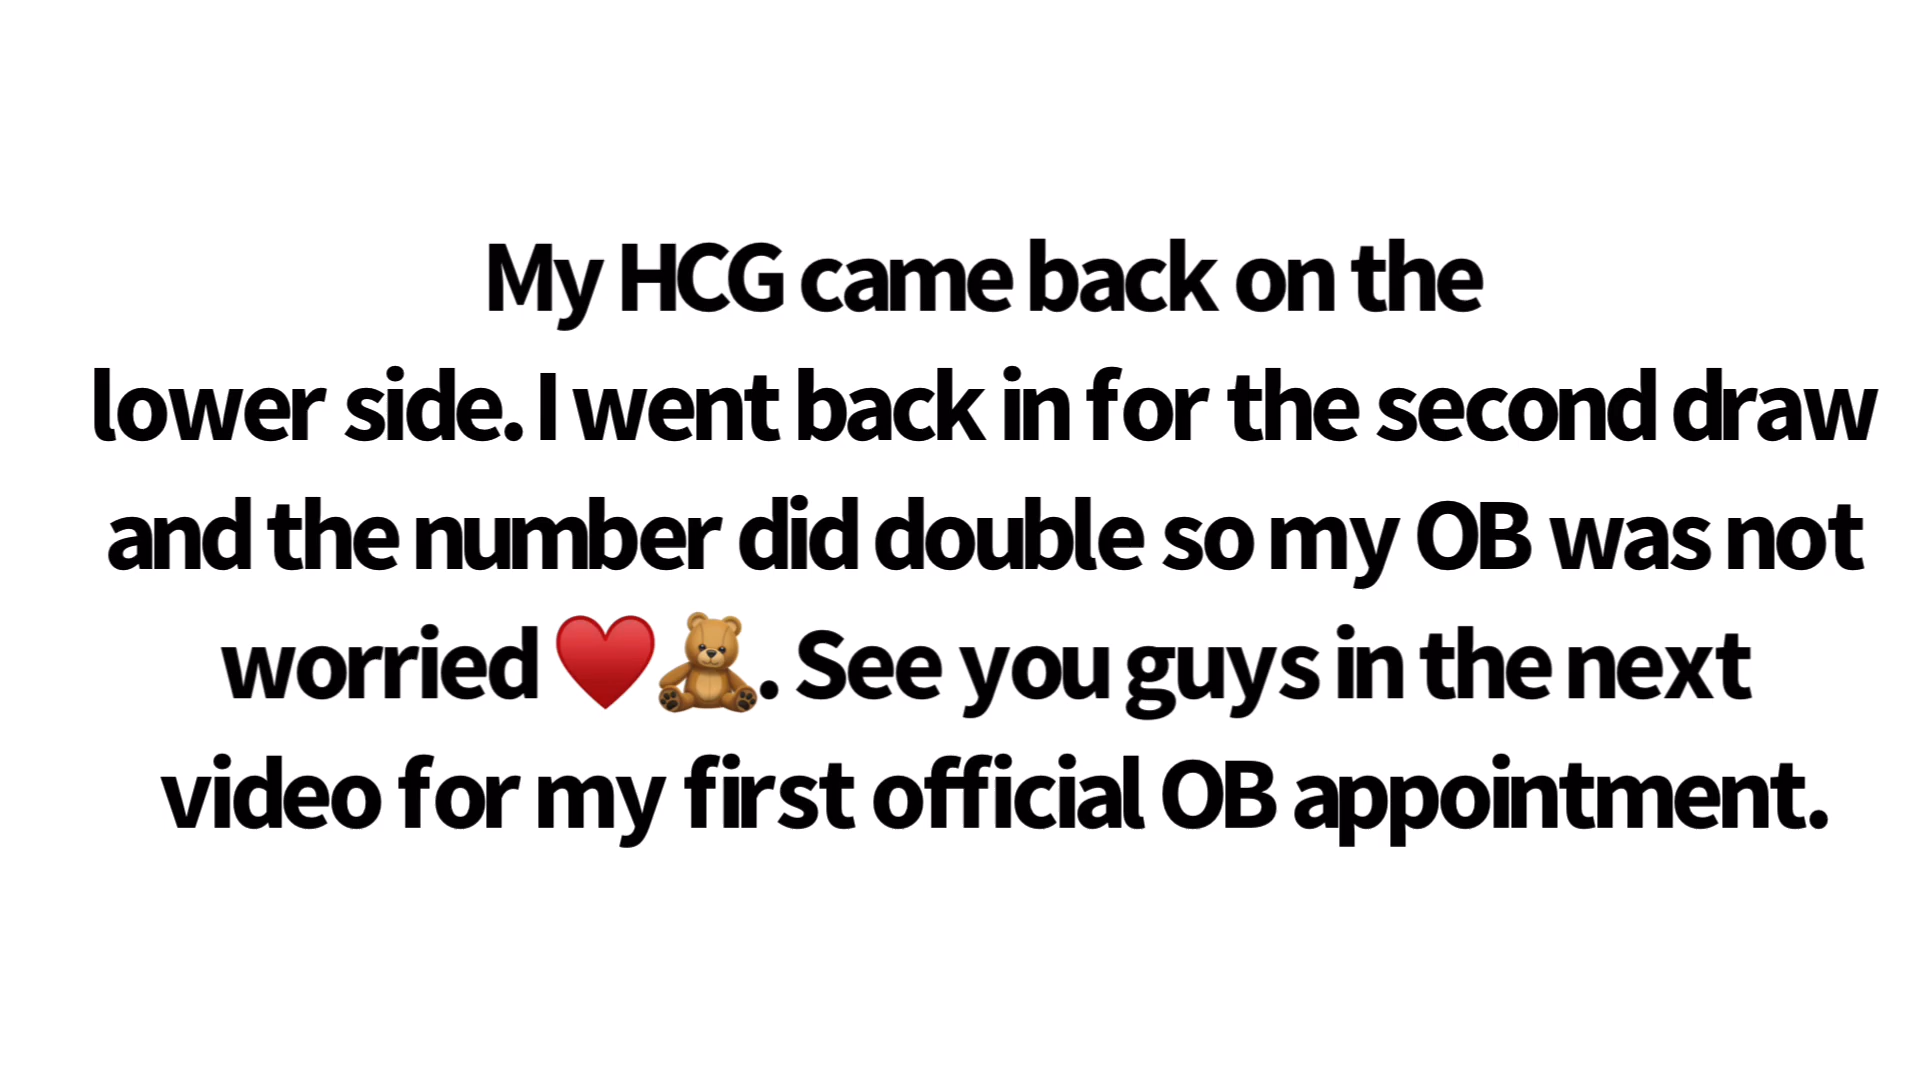 My HCG came back on the
lower side. I went back in for the second draw
and the number did double so my OB was not
worried ♥️🧸. See you guys in the next
video for my first official OB appointment.